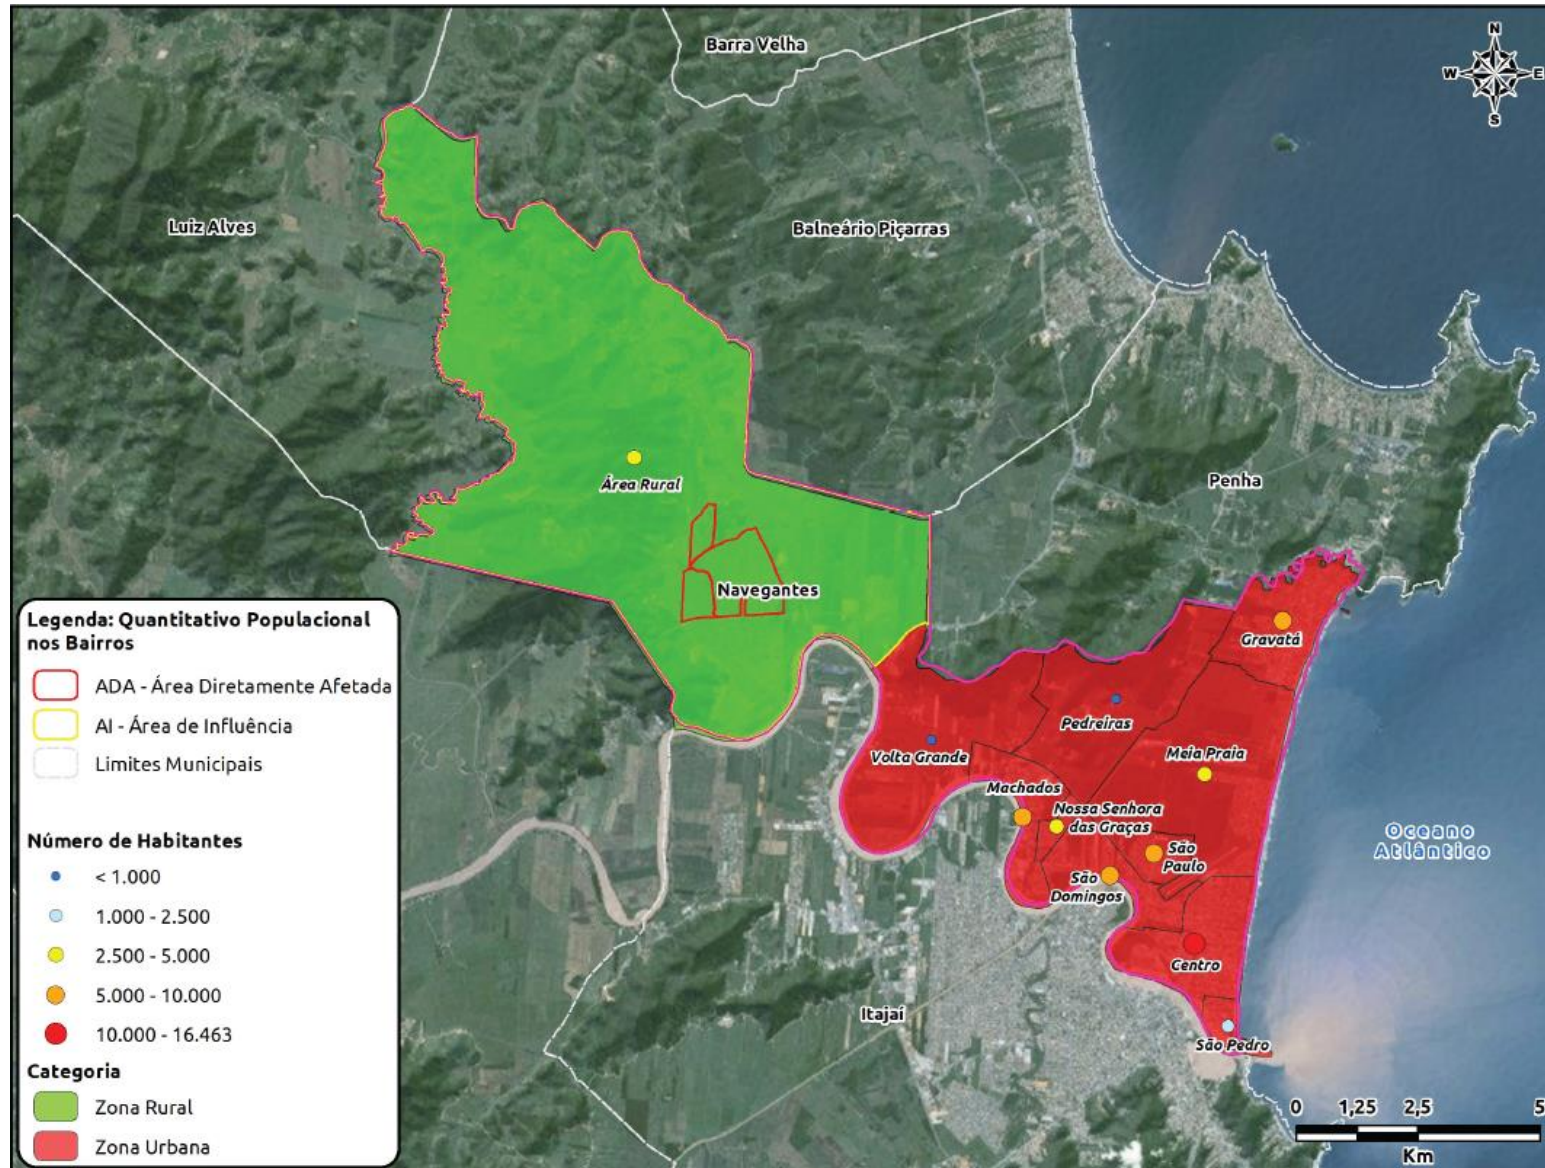 Barra Velha
N
W
E
S
Luiz Alves
Balneário Piçarras
Área Rural
Penha
Navegantes
Gravatá
Pedreiras
Volta Grande
Meia Praia
Machados
Nossa Senhora
das Graças
São
Paulo
São
Domingos
Oceano
Atlântico
Centro
Itajaí
São Pedro
Legenda: Quantitativo Populacional
nos Bairros
ADA - Área Diretamente Afetada
AI - Área de Influência
Limites Municipais
Número de Habitantes
< 1.000
1.000 - 2.500
2.500 - 5.000
5.000 - 10.000
10.000 - 16.463
Categoria
Zona Rural
Zona Urbana
0 1,25 2,5 5
Km